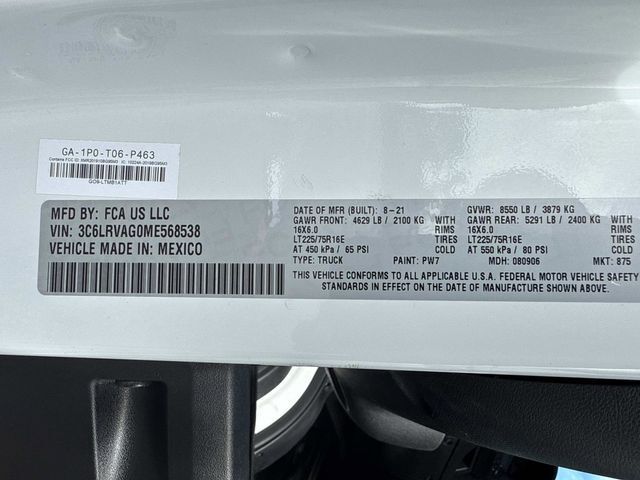 GA-1P0-T06-P463
MFD BY: FCA US LLC
VIN: 3C6LRVAG0ME568538
VEHICLE MADE IN: MEXICO
DATE OF MFR (BUILT): 8-21 GVWR: 8550 LB / 3879 KG
GAWR FRONT: 4629 LB / 2100 KG WITH GAWR REAR: 5291 LB / 2400 KG WITH
16X6.0 RIMS 16X6.0 RIMS
LT225/75R16E TIRES LT225/75R16E TIRES
AT 450 kPa / 65 PSI COLD AT 550 kPa / 80 PSI COLD
TYPE: TRUCK PAINT: PW7 MDH: 080906 MKT: 875
THIS VEHICLE CONFORMS TO ALL APPLICABLE U.S.A. FEDERAL MOTOR VEHICLE SAFETY
STANDARDS IN EFFECT ON THE DATE OF MANUFACTURE SHOWN ABOVE.